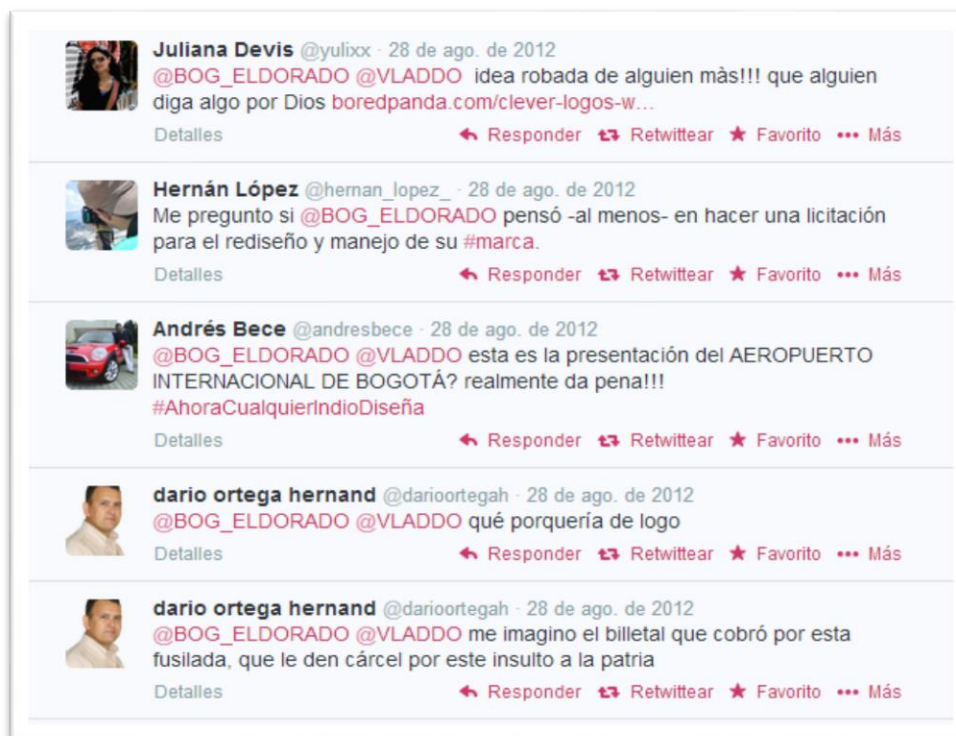 Juliana Devis @yulixx · 28 de ago. de 2012
@BOG_ELDORADO @VLADDO idea robada de alguien màs!!! que alguien
diga algo por Dios boredpanda.com/clever-logos-w...
Detalles Responder Retwittear Favorito Más
Hernán López @hernan_lopez_ · 28 de ago. de 2012
Me pregunto si @BOG_ELDORADO pensó -al menos- en hacer una licitación
para el rediseño y manejo de su #marca.
Detalles Responder Retwittear Favorito Más
Andrés Bece @andresbece · 28 de ago. de 2012
@BOG_ELDORADO @VLADDO esta es la presentación del AEROPUERTO
INTERNACIONAL DE BOGOTÁ? realmente da pena!!!
#AhoraCualquierIndioDiseña
Detalles Responder Retwittear Favorito Más
dario ortega hernand @darioortegah · 28 de ago. de 2012
@BOG_ELDORADO @VLADDO qué porquería de logo
Detalles Responder Retwittear Favorito Más
dario ortega hernand @darioortegah · 28 de ago. de 2012
@BOG_ELDORADO @VLADDO me imagino el billetal que cobró por esta
fusilada, que le den cárcel por este insulto a la patria
Detalles Responder Retwittear Favorito Más